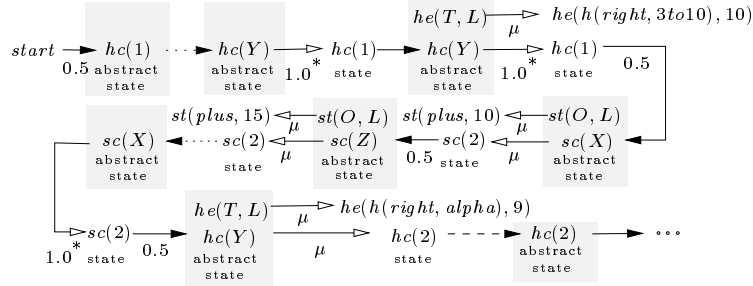 he(T, L) μ he(h(right, 3to10), 10)
start 0.5 hc(1) hc(Y) 1.0* hc(1) hc(Y) 1.0* hc(1) 0.5
abstract state abstract state state abstract state state
st(plus, 15) μ st(O, L) st(plus, 10) μ st(O, L)
sc(X) sc(2) μ sc(Z) 0.5 sc(2) μ sc(X)
abstract state state abstract state state abstract state
he(T, L) μ he(h(right, alpha), 9)
1.0* sc(2) 0.5 hc(Y) μ hc(2) hc(2) ∘∘∘
state abstract state state abstract state